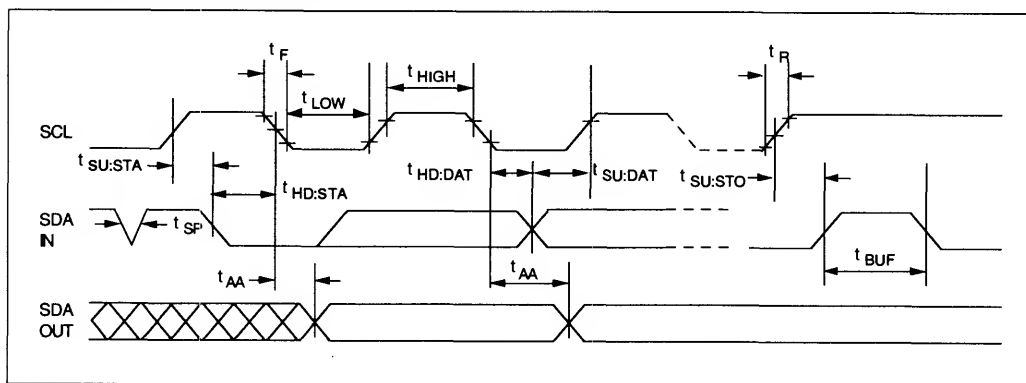 t F
t R
t HIGH
t LOW
SCL
t SU:STA
t HD:STA
t HD:DAT
t SU:DAT
t SU:STO
SDA
IN
t SP
t AA
t AA
t BUF
SDA
OUT